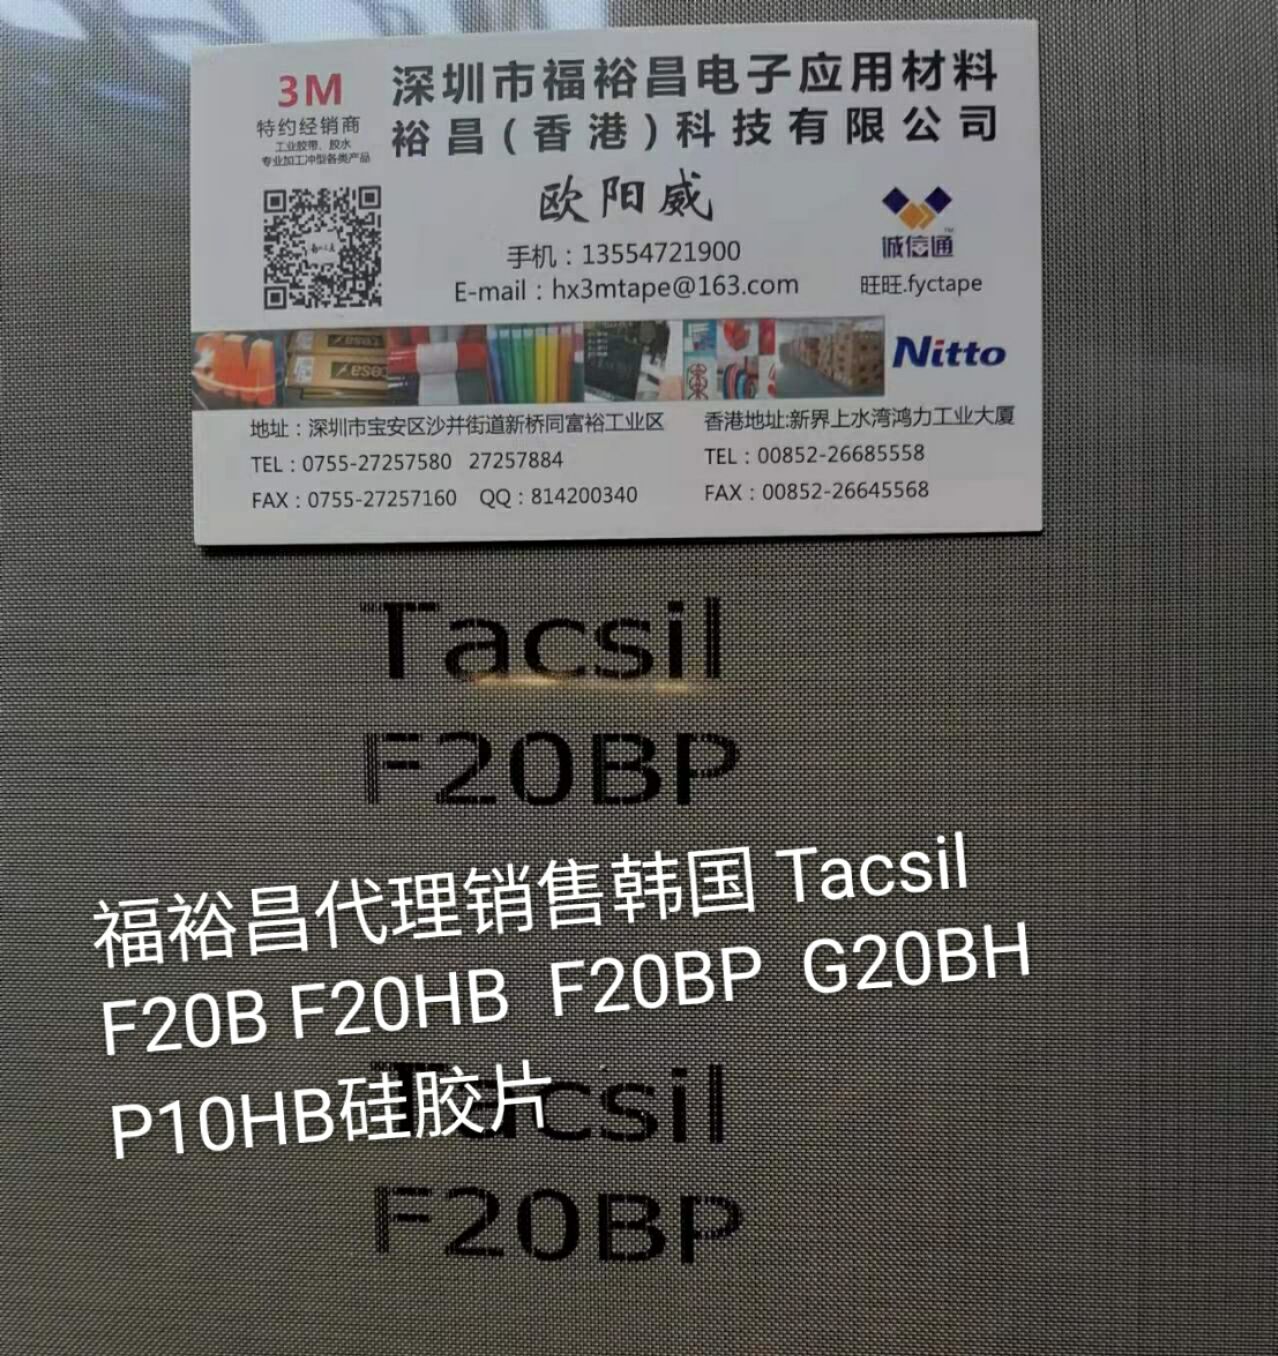 3M
特约经销商
工业胶带、胶水
专业加工冲型各类产品
深圳市福裕昌电子应用材料
裕昌(香港)科技有限公司
欧阳威
手机：13554721900
E-mail：hx3mtape@163.com
诚信通™
旺旺.fyctape
3M
tesa
Nitto
地址：深圳市宝安区沙井街道新桥同富裕工业区
TEL：0755-27257580 27257884
FAX：0755-27257160 QQ：814200340
香港地址:新界上水湾鸿力工业大厦
TEL：00852-26685558
FAX：00852-26645568
Tacsil
F20BP
福裕昌代理销售韩国 Tacsil
F20B F20HB F20BP G20BH
P10HB硅胶片
Tacsil
F20BP